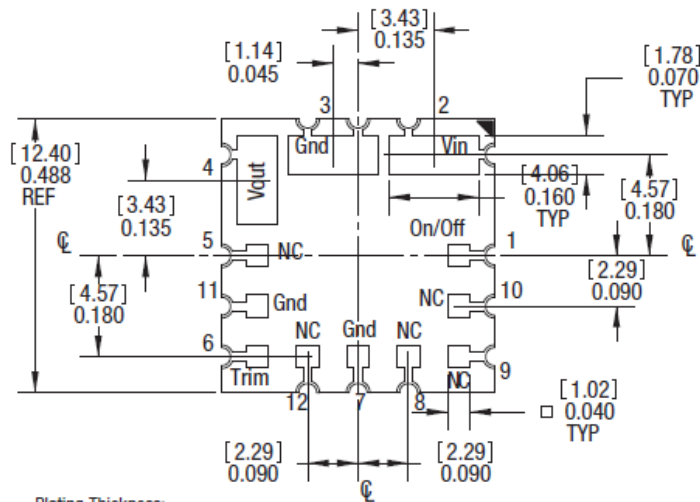 [3.43]
0.135
[1.14]
0.045
[1.78]
0.070
TYP
3
2
[12.40]
0.488
REF
4
Vout
Gnd
Vin
[4.06]
0.160
TYP
[4.57]
0.180
[3.43]
0.135
On/Off
℄
5
NC
1
℄
[4.57]
0.180
11
Gnd
NC
10
[2.29]
0.090
6
Trim
NC
Gnd
NC
NC
9
12
7
8
[1.02]
□ 0.040
TYP
[2.29]
0.090
[2.29]
0.090
℄
Plating Thickness: